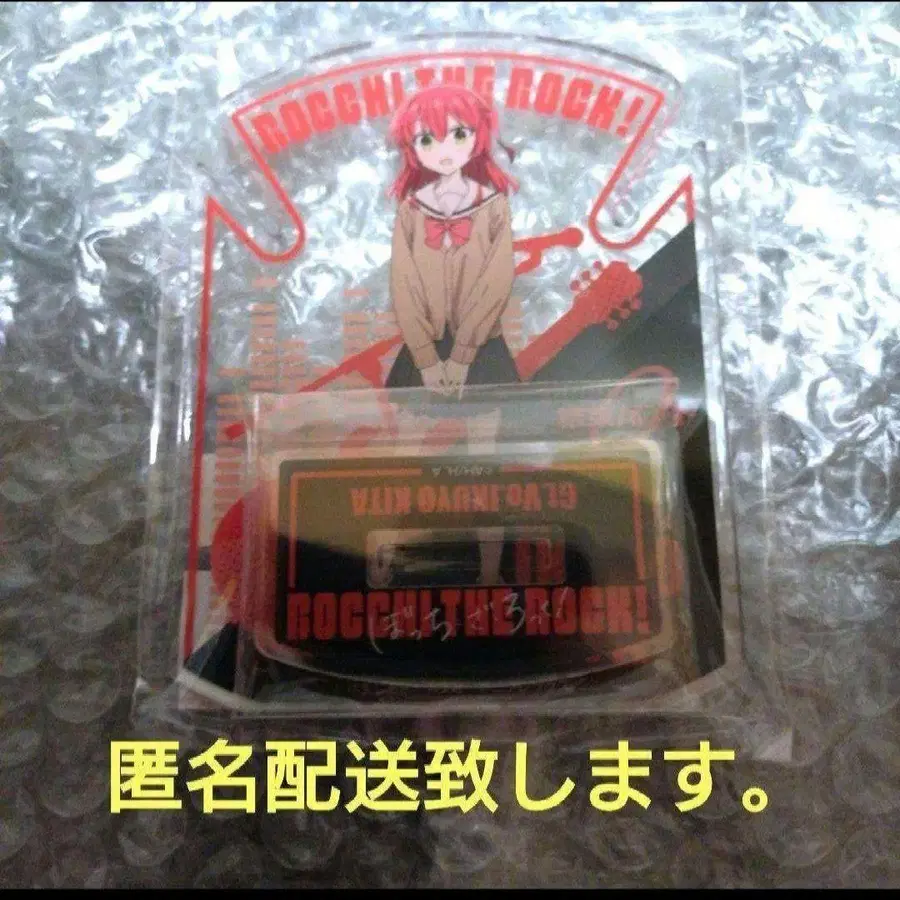 BOCCHI THE ROCK!
©AH/H,A
Gt.Vo.IKUYO KITA
BOCCHI THE ROCK!
ぼっち・ざ・ろっく!
匿名配送致します。